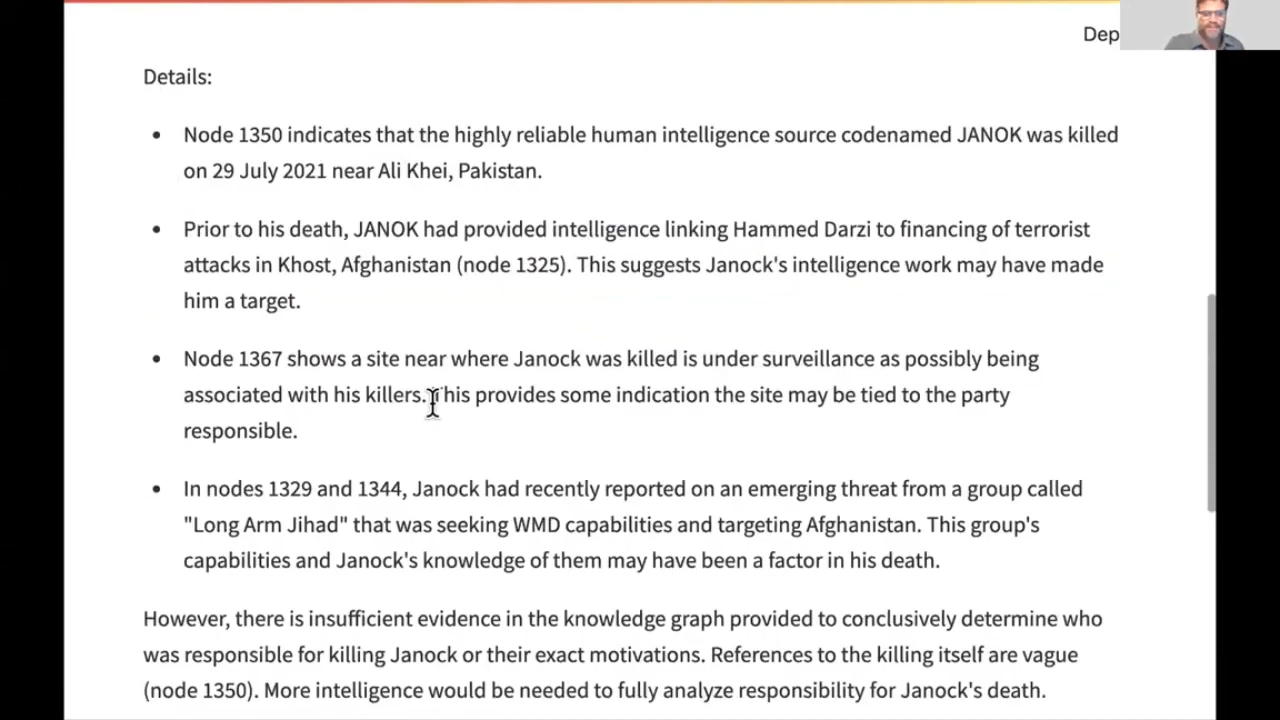 Dep
Details:
• Node 1350 indicates that the highly reliable human intelligence source codenamed JANOK was killed
on 29 July 2021 near Ali Khei, Pakistan.
• Prior to his death, JANOK had provided intelligence linking Hammed Darzi to financing of terrorist
attacks in Khost, Afghanistan (node 1325). This suggests Janock's intelligence work may have made
him a target.
• Node 1367 shows a site near where Janock was killed is under surveillance as possibly being
associated with his killers. This provides some indication the site may be tied to the party
responsible.
• In nodes 1329 and 1344, Janock had recently reported on an emerging threat from a group called
"Long Arm Jihad" that was seeking WMD capabilities and targeting Afghanistan. This group's
capabilities and Janock's knowledge of them may have been a factor in his death.
However, there is insufficient evidence in the knowledge graph provided to conclusively determine who
was responsible for killing Janock or their exact motivations. References to the killing itself are vague
(node 1350). More intelligence would be needed to fully analyze responsibility for Janock's death.